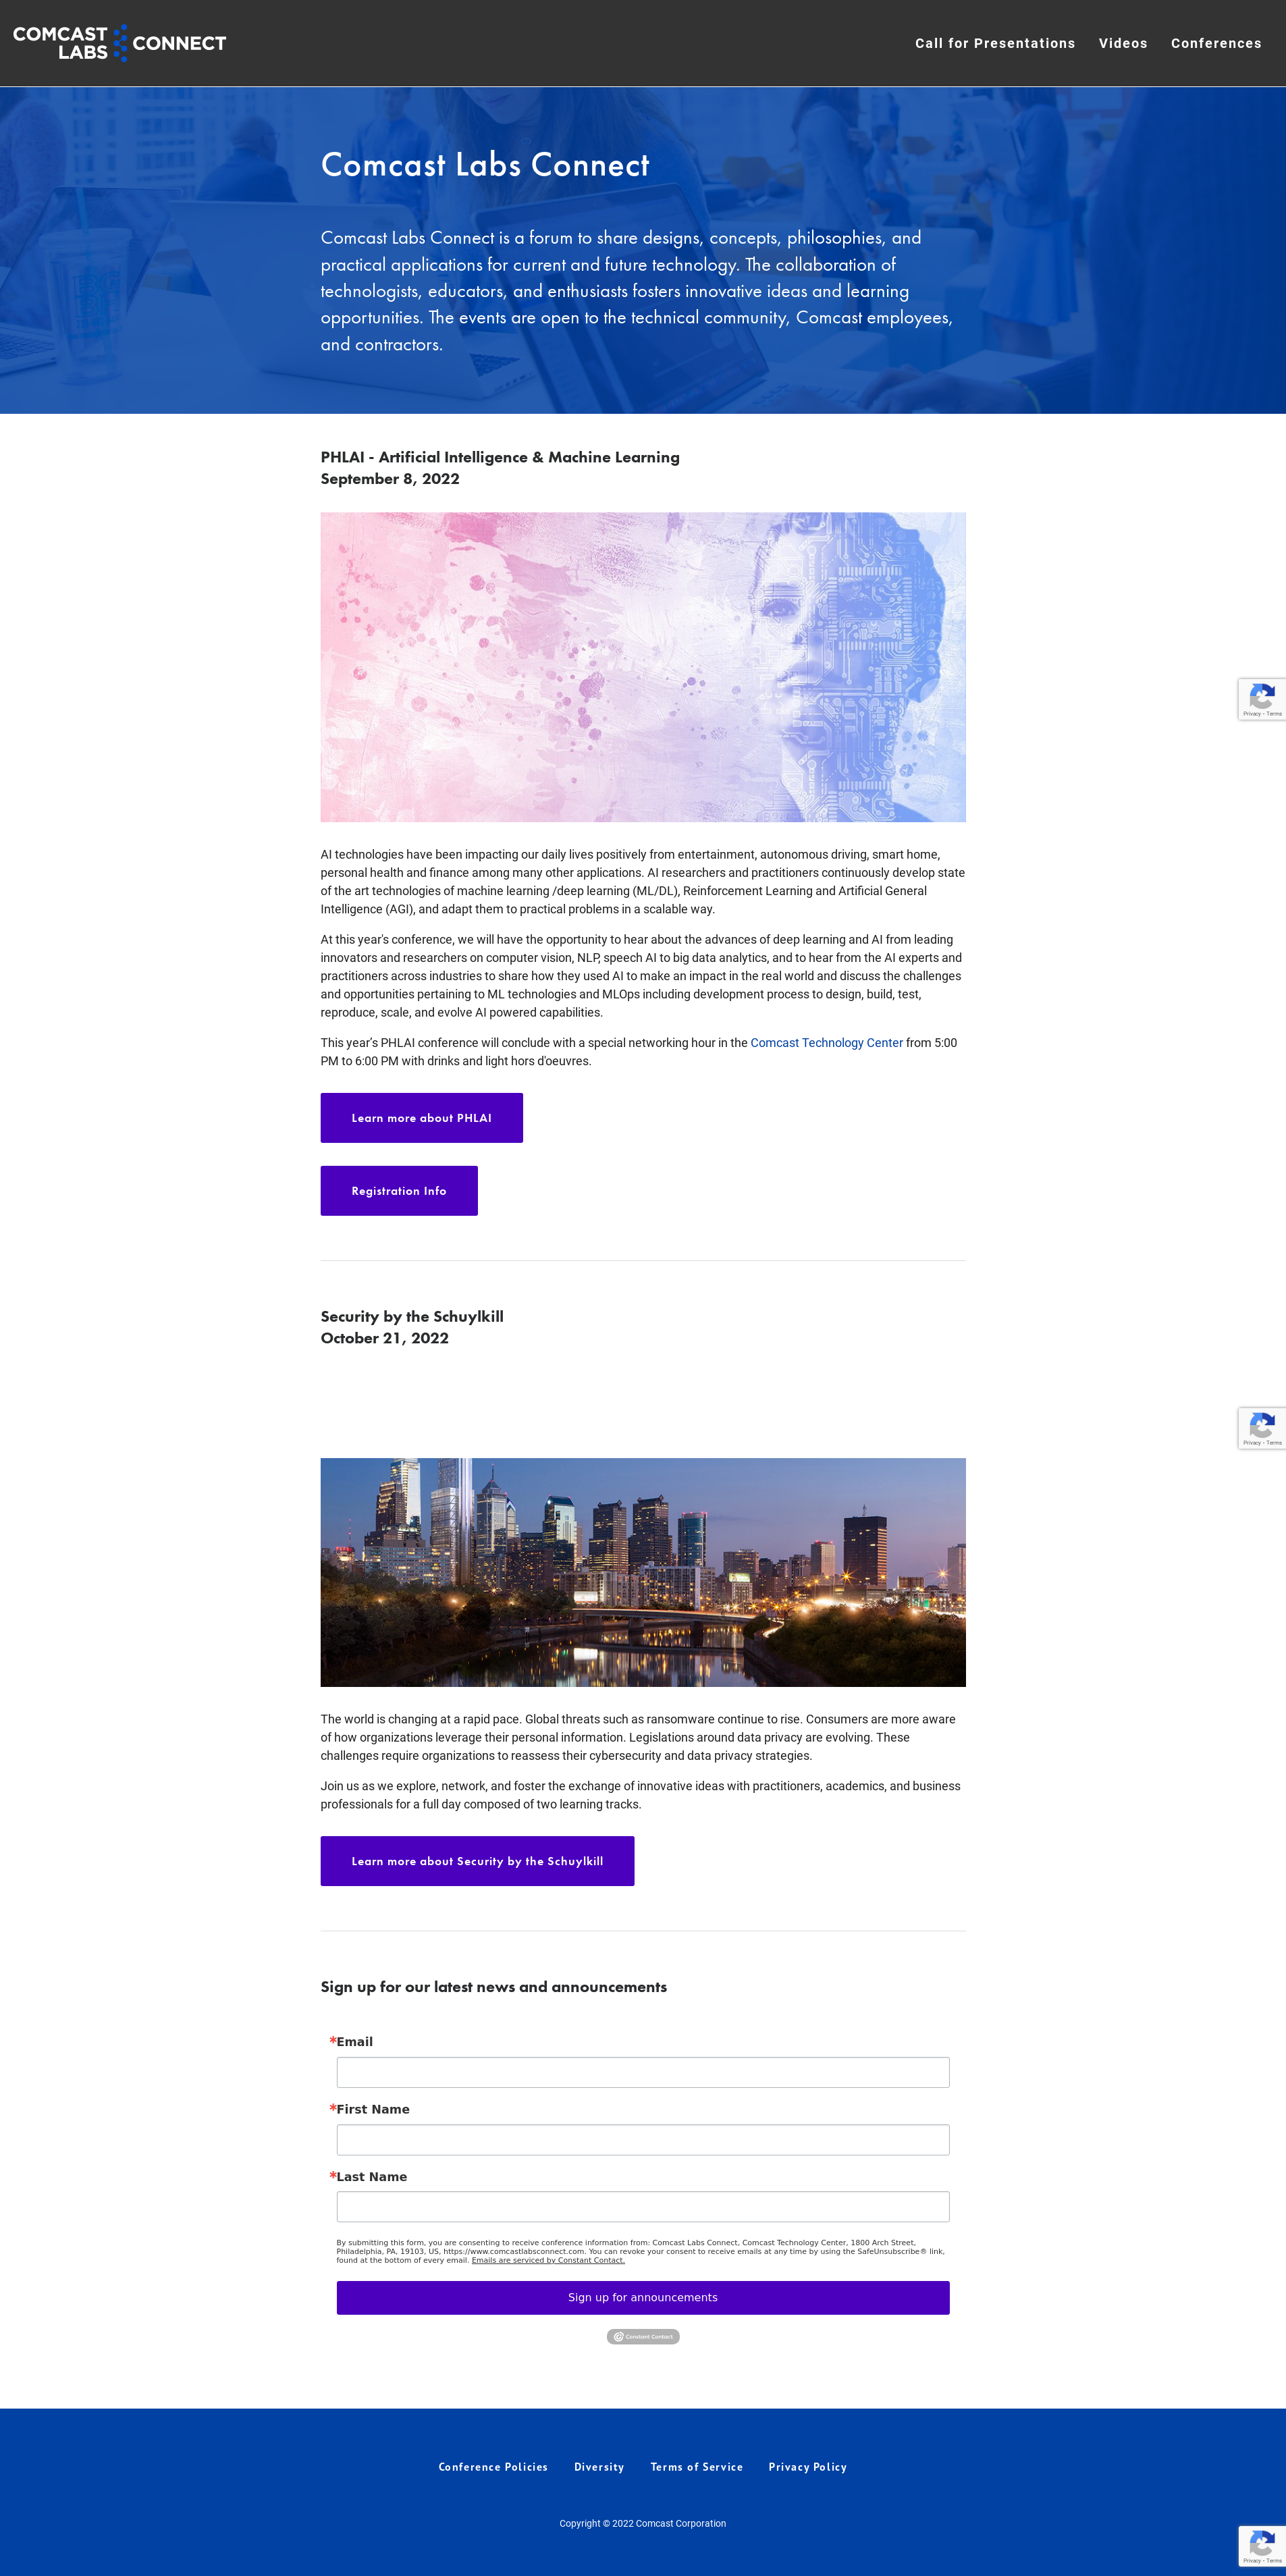 COMCAST
LABS
CONNECT
Call for Presentations Videos Conferences
Comcast Labs Connect
Comcast Labs Connect is a forum to share designs, concepts, philosophies, and
practical applications for current and future technology. The collaboration of
technologists, educators, and enthusiasts fosters innovative ideas and learning
opportunities. The events are open to the technical community, Comcast employees,
and contractors.
PHLAI - Artificial Intelligence & Machine Learning
September 8, 2022
Privacy - Terms
AI technologies have been impacting our daily lives positively from entertainment, autonomous driving, smart home,
personal health and finance among many other applications. AI researchers and practitioners continuously develop state
of the art technologies of machine learning /deep learning (ML/DL), Reinforcement Learning and Artificial General
Intelligence (AGI), and adapt them to practical problems in a scalable way.
At this year's conference, we will have the opportunity to hear about the advances of deep learning and AI from leading
innovators and researchers on computer vision, NLP, speech AI to big data analytics, and to hear from the AI experts and
practitioners across industries to share how they used AI to make an impact in the real world and discuss the challenges
and opportunities pertaining to ML technologies and MLOps including development process to design, build, test,
reproduce, scale, and evolve AI powered capabilities.
This year's PHLAI conference will conclude with a special networking hour in the Comcast Technology Center from 5:00
PM to 6:00 PM with drinks and light hors d'oeuvres.
Learn more about PHLAI
Registration Info
Security by the Schuylkill
October 21, 2022
Privacy - Terms
The world is changing at a rapid pace. Global threats such as ransomware continue to rise. Consumers are more aware
of how organizations leverage their personal information. Legislations around data privacy are evolving. These
challenges require organizations to reassess their cybersecurity and data privacy strategies.
Join us as we explore, network, and foster the exchange of innovative ideas with practitioners, academics, and business
professionals for a full day composed of two learning tracks.
Learn more about Security by the Schuylkill
Sign up for our latest news and announcements
*Email
*First Name
*Last Name
By submitting this form, you are consenting to receive conference information from: Comcast Labs Connect, Comcast Technology Center, 1800 Arch Street,
Philadelphia, PA, 19103, US, https://www.comcastlabsconnect.com. You can revoke your consent to receive emails at any time by using the SafeUnsubscribe® link,
found at the bottom of every email. Emails are serviced by Constant Contact.
Sign up for announcements
Constant Contact
Conference Policies Diversity Terms of Service Privacy Policy
Copyright © 2022 Comcast Corporation
Privacy - Terms